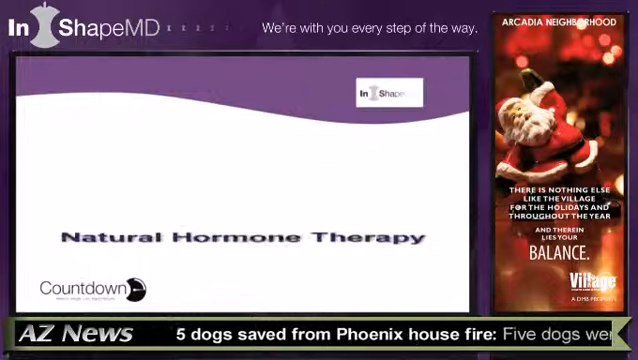 In ShapeMD
We're with you every step of the way.
In Shape
Natural Hormone Therapy
Countdown
ARCADIA NEIGHBORHOOD
THERE IS NOTHING ELSE
LIKE THE VILLAGE
FOR THE HOLIDAYS AND
THROUGHOUT THE YEAR
AND THEREIN
LIES YOUR
BALANCE.
Village
AZ News
5 dogs saved from Phoenix house fire: Five dogs wer